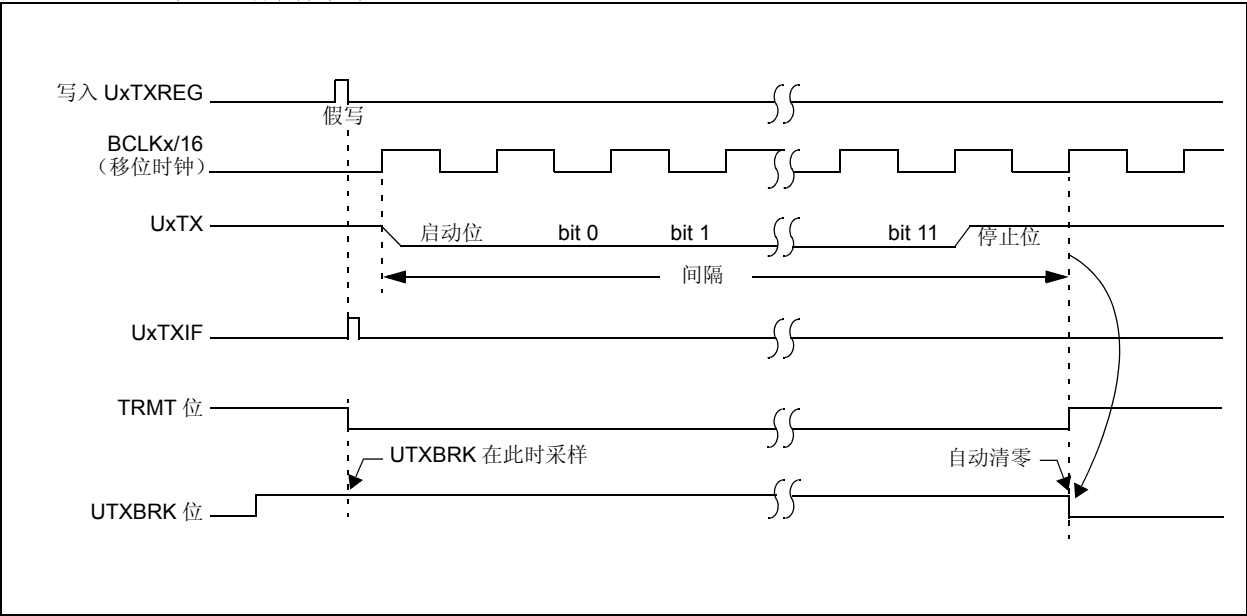 写入 UxTXREG
假写
BCLKx/16
（移位时钟）
UxTX
启动位
bit 0
bit 1
bit 11
停止位
间隔
UxTXIF
TRMT 位
UTXBRK 在此时采样
自动清零
UTXBRK 位